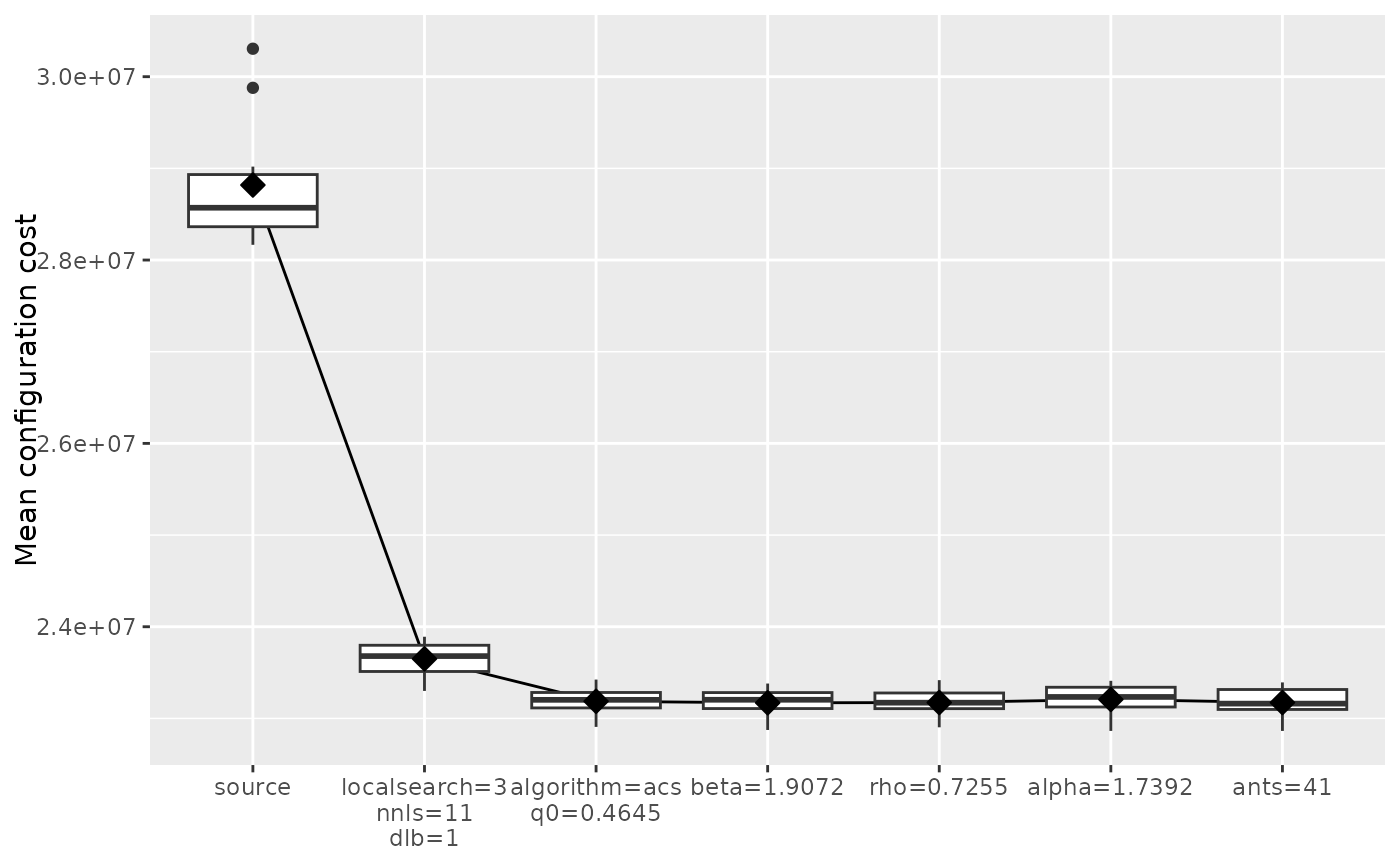 Mean configuration cost
3.0e+07
2.8e+07
2.6e+07
2.4e+07
source
localsearch=3
nnls=11
dlb=1
algorithm=acs
q0=0.4645
beta=1.9072
rho=0.7255
alpha=1.7392
ants=41